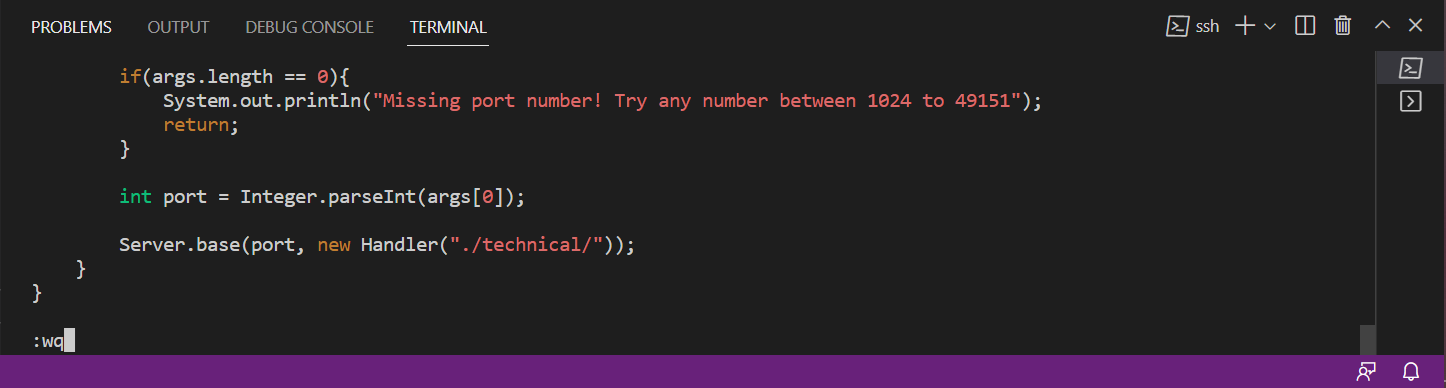 PROBLEMS OUTPUT DEBUG CONSOLE TERMINAL ssh
if(args.length == 0){
System.out.println("Missing port number! Try any number between 1024 to 49151");
return;
}
int port = Integer.parseInt(args[0]);
Server.base(port, new Handler("./technical/"));
}
}
:wq